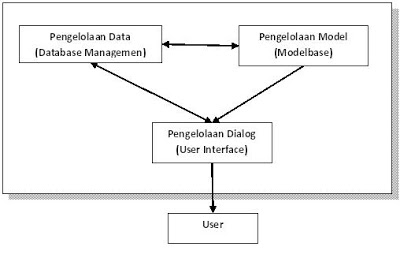 Pengelolaan Data
(Database Managemen)
Pengelolaan Model
(Modelbase)
Pengelolaan Dialog
(User Interface)
User